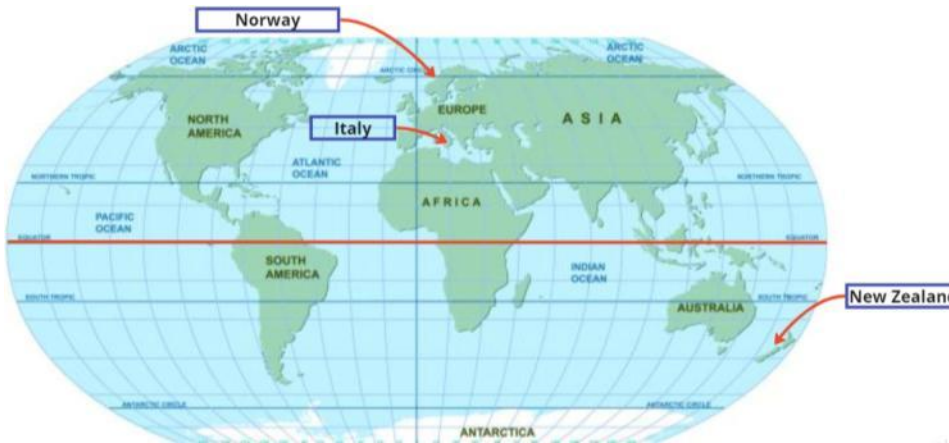 Norway
ARCTIC
OCEAN
ARCTIC
OCEAN
ARCTIC CIRC
NORTH
AMERICA
EUROPE
ASIA
Italy
ATLANTIC
OCEAN
NORTHERN TROPIC
NORTHERN TROPIC
AFRICA
PACIFIC
OCEAN
EQUATOR
EQUATOR
SOUTH
AMERICA
INDIAN
OCEAN
SOUTH TROPIC
SOUTH TROPIC
AUSTRALIA
New Zealand
ANTARCTIC CIRCLE
ANTARCTIC CIRCLE
ANTARCTICA